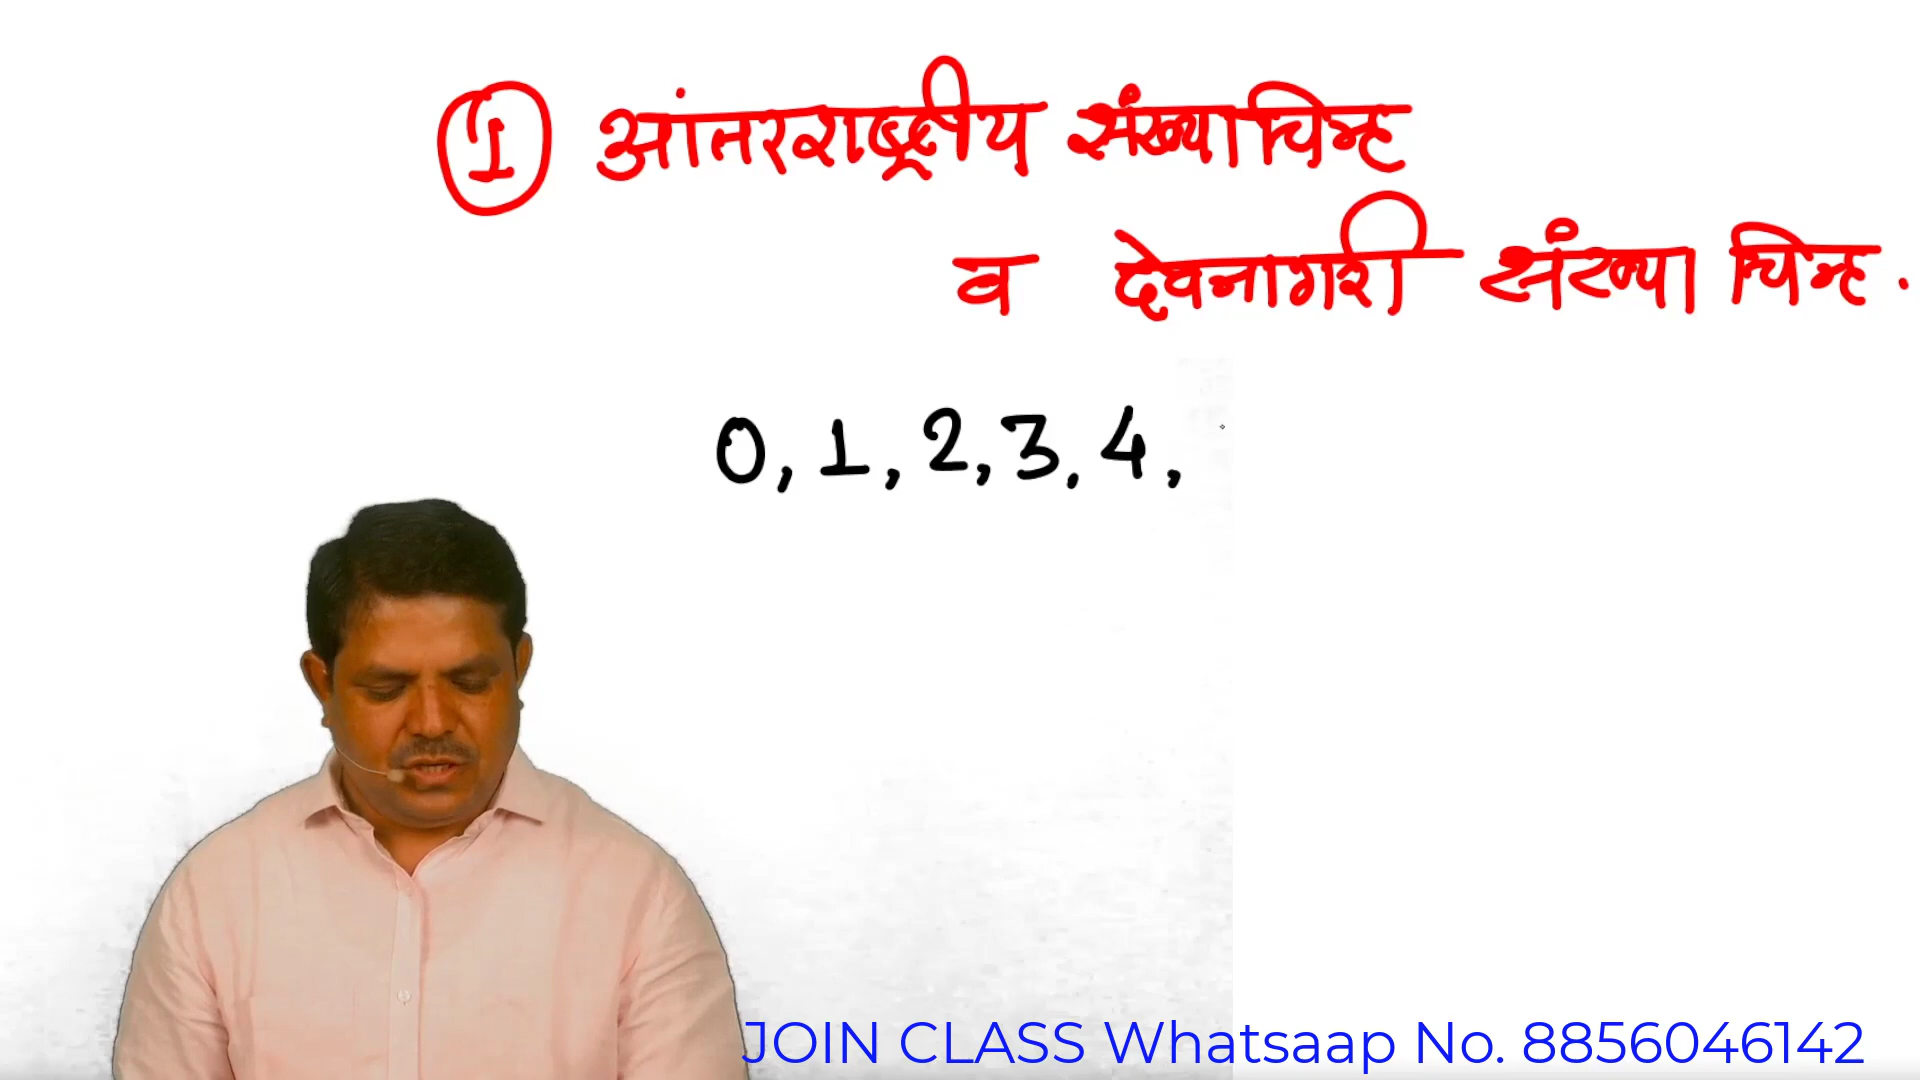 1 आंतरराष्ट्रीय संख्याचिन्ह
व देवनागरी संख्या चिन्ह.
0, 1, 2, 3, 4,
JOIN CLASS Whatsaap No. 8856046142